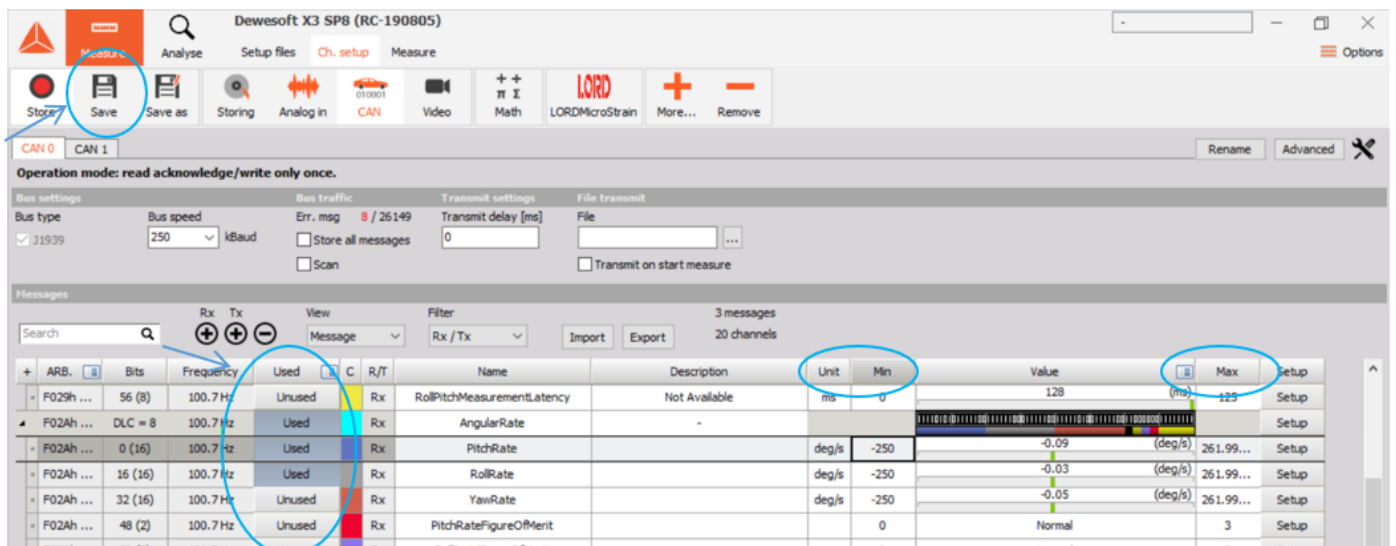 Dewesoft X3 SP8 (RC-190805)
-
Measure Analyse Setup files Ch. setup Measure
Options
Store Save Save as Storing Analog in CAN Video Math LORDMicroStrain More... Remove
010001
LORD
CAN 0 CAN 1 Rename Advanced
Operation mode: read acknowledge/write only once.
Bus settings Bus traffic Transmit settings File transmit
Bus type Bus speed Err. msg 8 / 26149 Transmit delay [ms] File
J1939 250 kBaud Store all messages 0 ...
Scan Transmit on start measure
Messages
Rx Tx View Filter 3 messages
Search Message Rx / Tx Import Export 20 channels
+ ARB. Bits Frequency Used C R/T Name Description Unit Min Value Max Setup
F029h ... 56 (8) 100.7 Hz Unused Rx RollPitchMeasurementLatency Not Available ms 0 128 (ms) 125 Setup
F02Ah ... DLC = 8 100.7 Hz Used Rx AngularRate - Setup
F02Ah ... 0 (16) 100.7 Hz Used Rx PitchRate deg/s -250 -0.09 (deg/s) 261.99... Setup
F02Ah ... 16 (16) 100.7 Hz Used Rx RollRate deg/s -250 -0.03 (deg/s) 261.99... Setup
F02Ah ... 32 (16) 100.7 Hz Unused Rx YawRate deg/s -250 -0.05 (deg/s) 261.99... Setup
F02Ah ... 48 (2) 100.7 Hz Unused Rx PitchRateFigureOfMerit 0 Normal 3 Setup